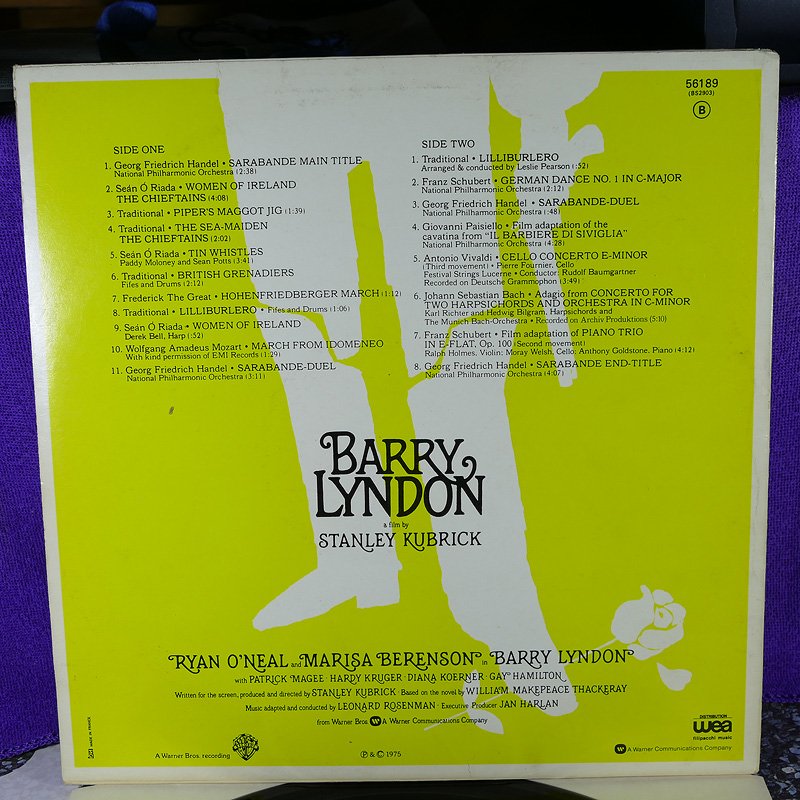 56189
(BS2903)
B
SIDE ONE
1. Georg Friedrich Handel • SARABANDE MAIN TITLE
National Philharmonic Orchestra (2:38)
2. Seán Ó Riada • WOMEN OF IRELAND
THE CHIEFTAINS (4:08)
3. Traditional • PIPER'S MAGGOT JIG (1:39)
4. Traditional • THE SEA-MAIDEN
THE CHIEFTAINS (2:02)
5. Seán Ó Riada • TIN WHISTLES
Paddy Moloney and Sean Potts (3:41)
6. Traditional • BRITISH GRENADIERS
Fifes and Drums (2:12)
7. Frederick The Great • HOHENFRIEDBERGER MARCH (1:12)
8. Traditional • LILLIBURLERO • Fifes and Drums (1:06)
9. Seán Ó Riada • WOMEN OF IRELAND
Derek Bell, Harp (:52)
10. Wolfgang Amadeus Mozart • MARCH FROM IDOMENEO
With kind permission of EMI Records (1:29)
11. Georg Friedrich Handel • SARABANDE-DUEL
National Philharmonic Orchestra (3:11)
SIDE TWO
1. Traditional • LILLIBURLERO
Arranged & conducted by Leslie Pearson (:52)
2. Franz Schubert • GERMAN DANCE NO. 1 IN C-MAJOR
National Philharmonic Orchestra (2:12)
3. Georg Friedrich Handel • SARABANDE-DUEL
National Philharmonic Orchestra (:48)
4. Giovanni Paisiello • Film adaptation of the
cavatina from "IL BARBIERE DI SIVIGLIA"
National Philharmonic Orchestra (4:28)
5. Antonio Vivaldi • CELLO CONCERTO E-MINOR
(Third movement) • Pierre Fournier, Cello
Festival Strings Lucerne • Conductor: Rudolf Baumgartner
Recorded on Deutsche Grammophon (3:49)
6. Johann Sebastian Bach • Adagio from CONCERTO FOR
TWO HARPSICHORDS AND ORCHESTRA IN C-MINOR
Karl Richter and Hedwig Bilgram, Harpsichords and
The Munich Bach-Orchestra • Recorded on Archiv Produktions (5:10)
7. Franz Schubert • Film adaptation of PIANO TRIO
IN E-FLAT, Op. 100 (Second movement)
Ralph Holmes, Violin; Moray Welsh, Cello; Anthony Goldstone, Piano (4:12)
8. Georg Friedrich Handel • SARABANDE END-TITLE
National Philharmonic Orchestra (4:07)
BARRY
LYNDON
a film by
STANLEY KUBRICK
RYAN O'NEAL and MARISA BERENSON in BARRY LYNDON
with PATRICK MAGEE · HARDY KRUGER · DIANA KOERNER · GAY HAMILTON
Written for the screen, produced and directed by STANLEY KUBRICK · Based on the novel by WILLIAM MAKEPEACE THACKERAY
Music adapted and conducted by LEONARD ROSENMAN · Executive Producer JAN HARLAN
from Warner Bros. A Warner Communications Company
MADE IN FRANCE
A Warner Bros. recording
℗ & © 1975
A Warner Communications Company
DISTRIBUTION
wea
filipacchi music